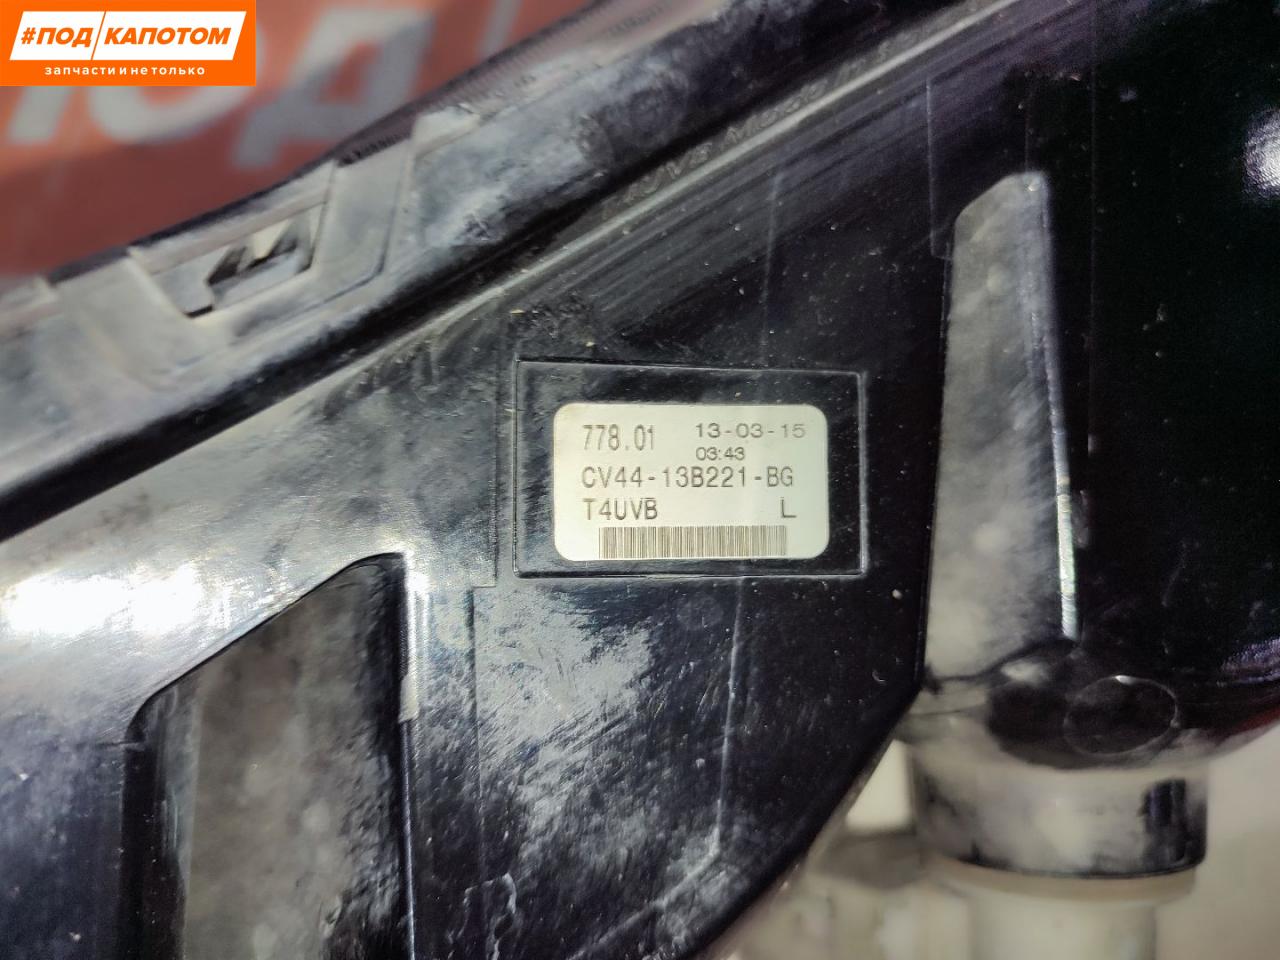 #ПОД КАПОТОМ
запчасти и не только
778.01 13-03-15
03:43
CV44-13B221-BG
T4UVB L